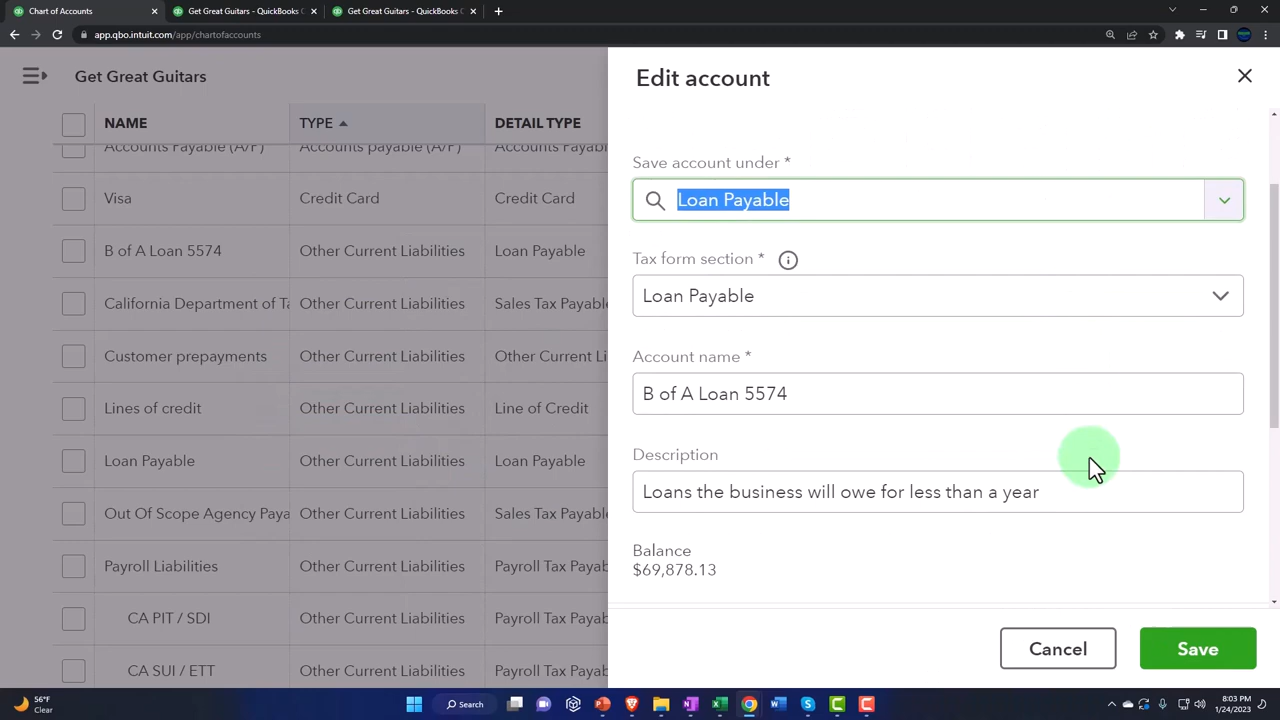 Chart of Accounts
Great Guitars - QuickBooks C
Get Great Guitars - QuickBooks C
app.qbo.intuit.com/app/chartofaccounts
Get Great Guitars
Edit account
NAME TYPE DETAIL TYPE
Accounts Payable (A/P) Accounts payable (A/P) Accounts Payable
Visa Credit Card Credit Card
B of A Loan 5574 Other Current Liabilities Loan Payable
California Department of Ta Other Current Liabilities Sales Tax Payable
Customer prepayments Other Current Liabilities Other Current Li
Lines of credit Other Current Liabilities Line of Credit
Loan Payable Other Current Liabilities Loan Payable
Out Of Scope Agency Paya Other Current Liabilities Sales Tax Payable
Payroll Liabilities Other Current Liabilities Payroll Tax Payab
CA PIT / SDI Other Current Liabilities Payroll Tax Payab
CA SUI / ETT Other Current Liabilities Payroll Tax Payab
Save account under *
Loan Payable
Tax form section *
Loan Payable
Account name *
B of A Loan 5574
Description
Loans the business will owe for less than a year
Balance
$69,878.13
Cancel
Save
56°F
Clear
Search
8:03 PM
1/24/2023